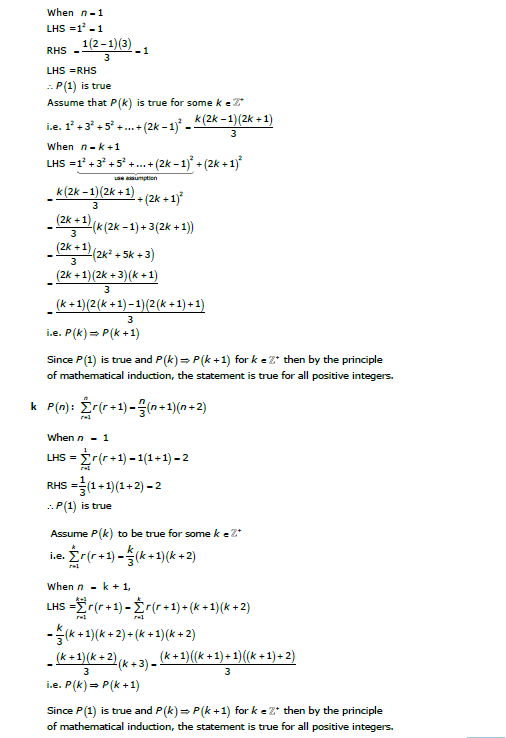 When n = 1
LHS = 1² = 1
RHS = 1(2 − 1)(3)/3 = 1
LHS = RHS
∴ P(1) is true
Assume that P(k) is true for some k ∈ ℤ⁺
i.e. 1² + 3² + 5² + ... + (2k − 1)² = k(2k − 1)(2k + 1)/3
When n = k + 1
LHS = 1² + 3² + 5² + ... + (2k − 1)² + (2k + 1)²
use assumption
= k(2k − 1)(2k + 1)/3 + (2k + 1)²
= (2k + 1)/3 (k(2k − 1) + 3(2k + 1))
= (2k + 1)/3 (2k² + 5k + 3)
= (2k + 1)(2k + 3)(k + 1)/3
= (k + 1)(2(k + 1) − 1)(2(k + 1) + 1)/3
i.e. P(k) ⇒ P(k + 1)
Since P(1) is true and P(k) ⇒ P(k + 1) for k ∈ ℤ⁺ then by the principle
of mathematical induction, the statement is true for all positive integers.
k P(n): ∑_{r=1}^{n} r(r + 1) = n/3 (n + 1)(n + 2)
When n = 1
LHS = ∑_{r=1}^{1} r(r + 1) = 1(1 + 1) = 2
RHS = 1/3 (1 + 1)(1 + 2) = 2
∴ P(1) is true
Assume P(k) to be true for some k ∈ ℤ⁺
i.e. ∑_{r=1}^{k} r(r + 1) = k/3 (k + 1)(k + 2)
When n = k + 1,
LHS = ∑_{r=1}^{k+1} r(r + 1) = ∑_{r=1}^{k} r(r + 1) + (k + 1)(k + 2)
= k/3 (k + 1)(k + 2) + (k + 1)(k + 2)
= (k + 1)(k + 2)/3 (k + 3) = (k + 1)((k + 1) + 1)((k + 1) + 2)/3
i.e. P(k) ⇒ P(k + 1)
Since P(1) is true and P(k) ⇒ P(k + 1) for k ∈ ℤ⁺ then by the principle
of mathematical induction, the statement is true for all positive integers.